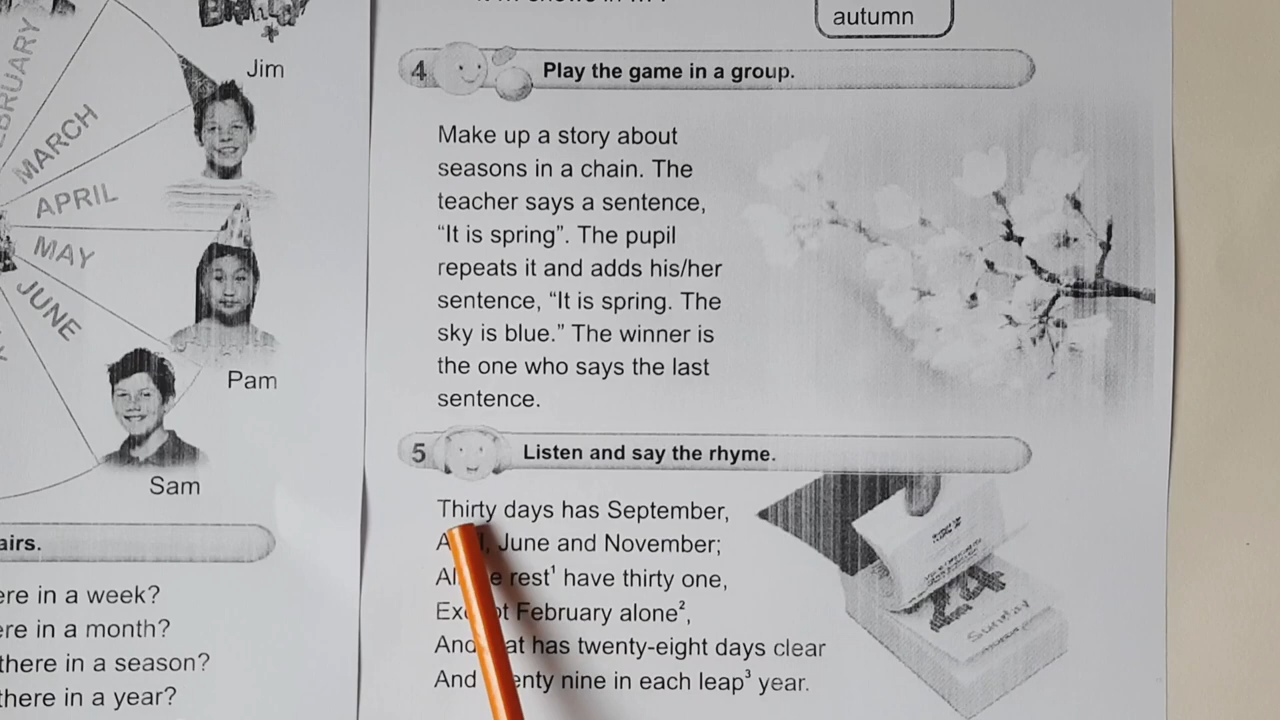 FEBRUARY
MARCH
APRIL
MAY
JUNE
Jim
Pam
Sam
airs.
ere in a week?
ere in a month?
there in a season?
there in a year?
autumn
4 Play the game in a group.
Make up a story about
seasons in a chain. The
teacher says a sentence,
“It is spring”. The pupil
repeats it and adds his/her
sentence, “It is spring. The
sky is blue.” The winner is
the one who says the last
sentence.
5 Listen and say the rhyme.
Thirty days has September,
June and November;
rest¹ have thirty one,
February alone²,
And has twenty-eight days clear
And nine in each leap³ year.
24
Sunday